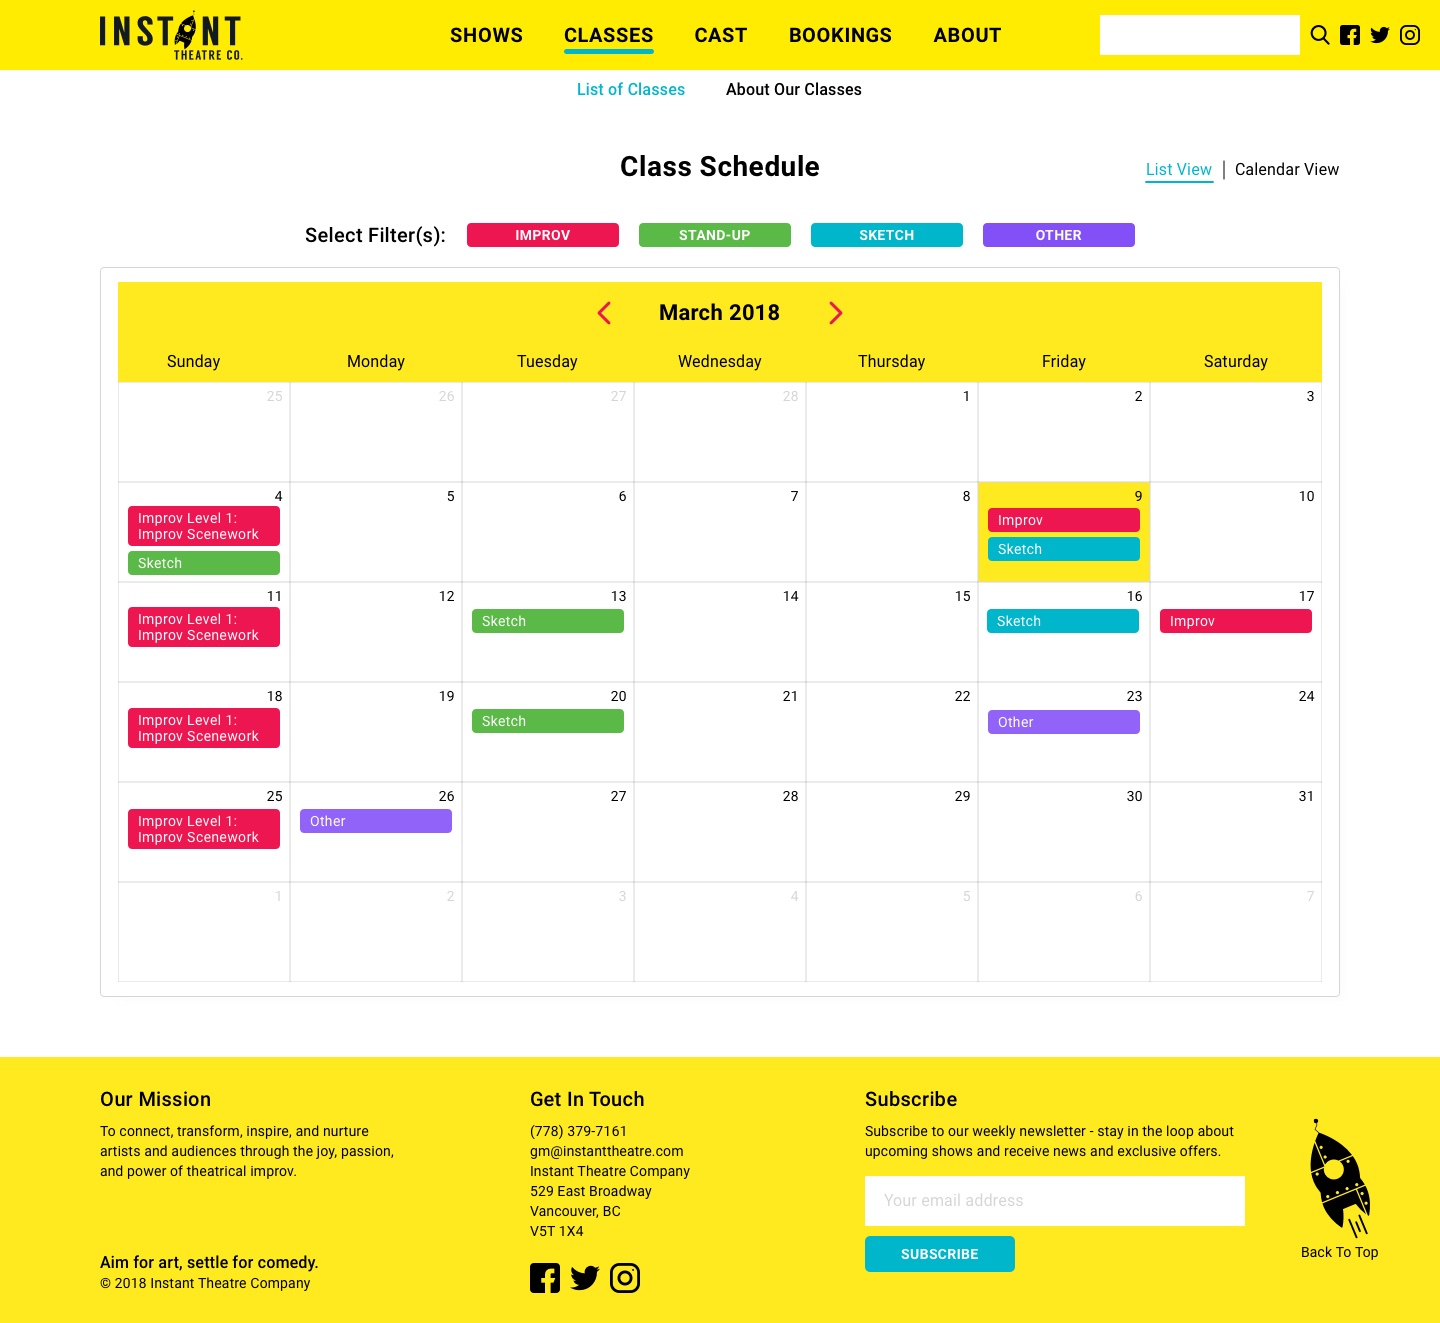 INSTANT
THEATRE CO.
SHOWS CLASSES CAST BOOKINGS ABOUT
List of Classes About Our Classes
Class Schedule
List View | Calendar View
Select Filter(s): IMPROV STAND-UP SKETCH OTHER
March 2018
Sunday Monday Tuesday Wednesday Thursday Friday Saturday
25 26 27 28 1 2 3
4 5 6 7 8 9 10
Improv Level 1:
Improv Scenework
Sketch
Improv
Sketch
11 12 13 14 15 16 17
Improv Level 1:
Improv Scenework
Sketch
Sketch
Improv
18 19 20 21 22 23 24
Improv Level 1:
Improv Scenework
Sketch
Other
25 26 27 28 29 30 31
Improv Level 1:
Improv Scenework
Other
1 2 3 4 5 6 7
Our Mission
To connect, transform, inspire, and nurture
artists and audiences through the joy, passion,
and power of theatrical improv.
Aim for art, settle for comedy.
© 2018 Instant Theatre Company
Get In Touch
(778) 379-7161
gm@instanttheatre.com
Instant Theatre Company
529 East Broadway
Vancouver, BC
V5T 1X4
Subscribe
Subscribe to our weekly newsletter - stay in the loop about
upcoming shows and receive news and exclusive offers.
Your email address
SUBSCRIBE
Back To Top